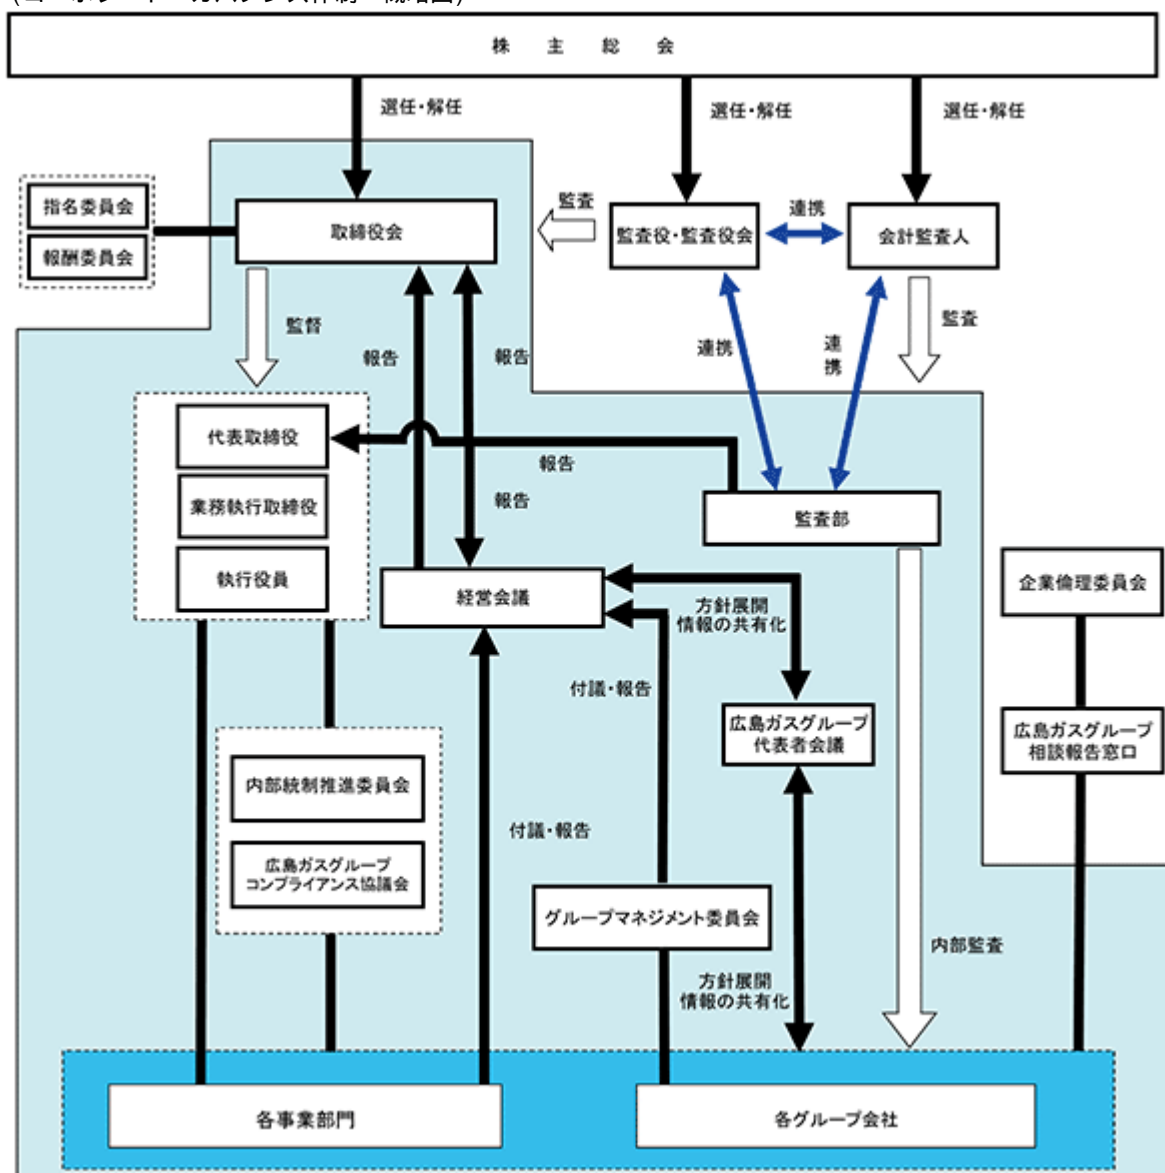 株主総会
選任・解任
選任・解任
選任・解任
指名委員会
報酬委員会
取締役会
監査
監査役・監査役会
連携
会計監査人
監督
報告
報告
連携
連携
監査
代表取締役
業務執行取締役
執行役員
報告
報告
監査部
経営会議
方針展開
情報の共有化
企業倫理委員会
付議・報告
広島ガスグループ
代表者会議
広島ガスグループ
相談報告窓口
内部統制推進委員会
付議・報告
広島ガスグループ
コンプライアンス協議会
グループマネジメント委員会
内部監査
方針展開
情報の共有化
各事業部門
各グループ会社